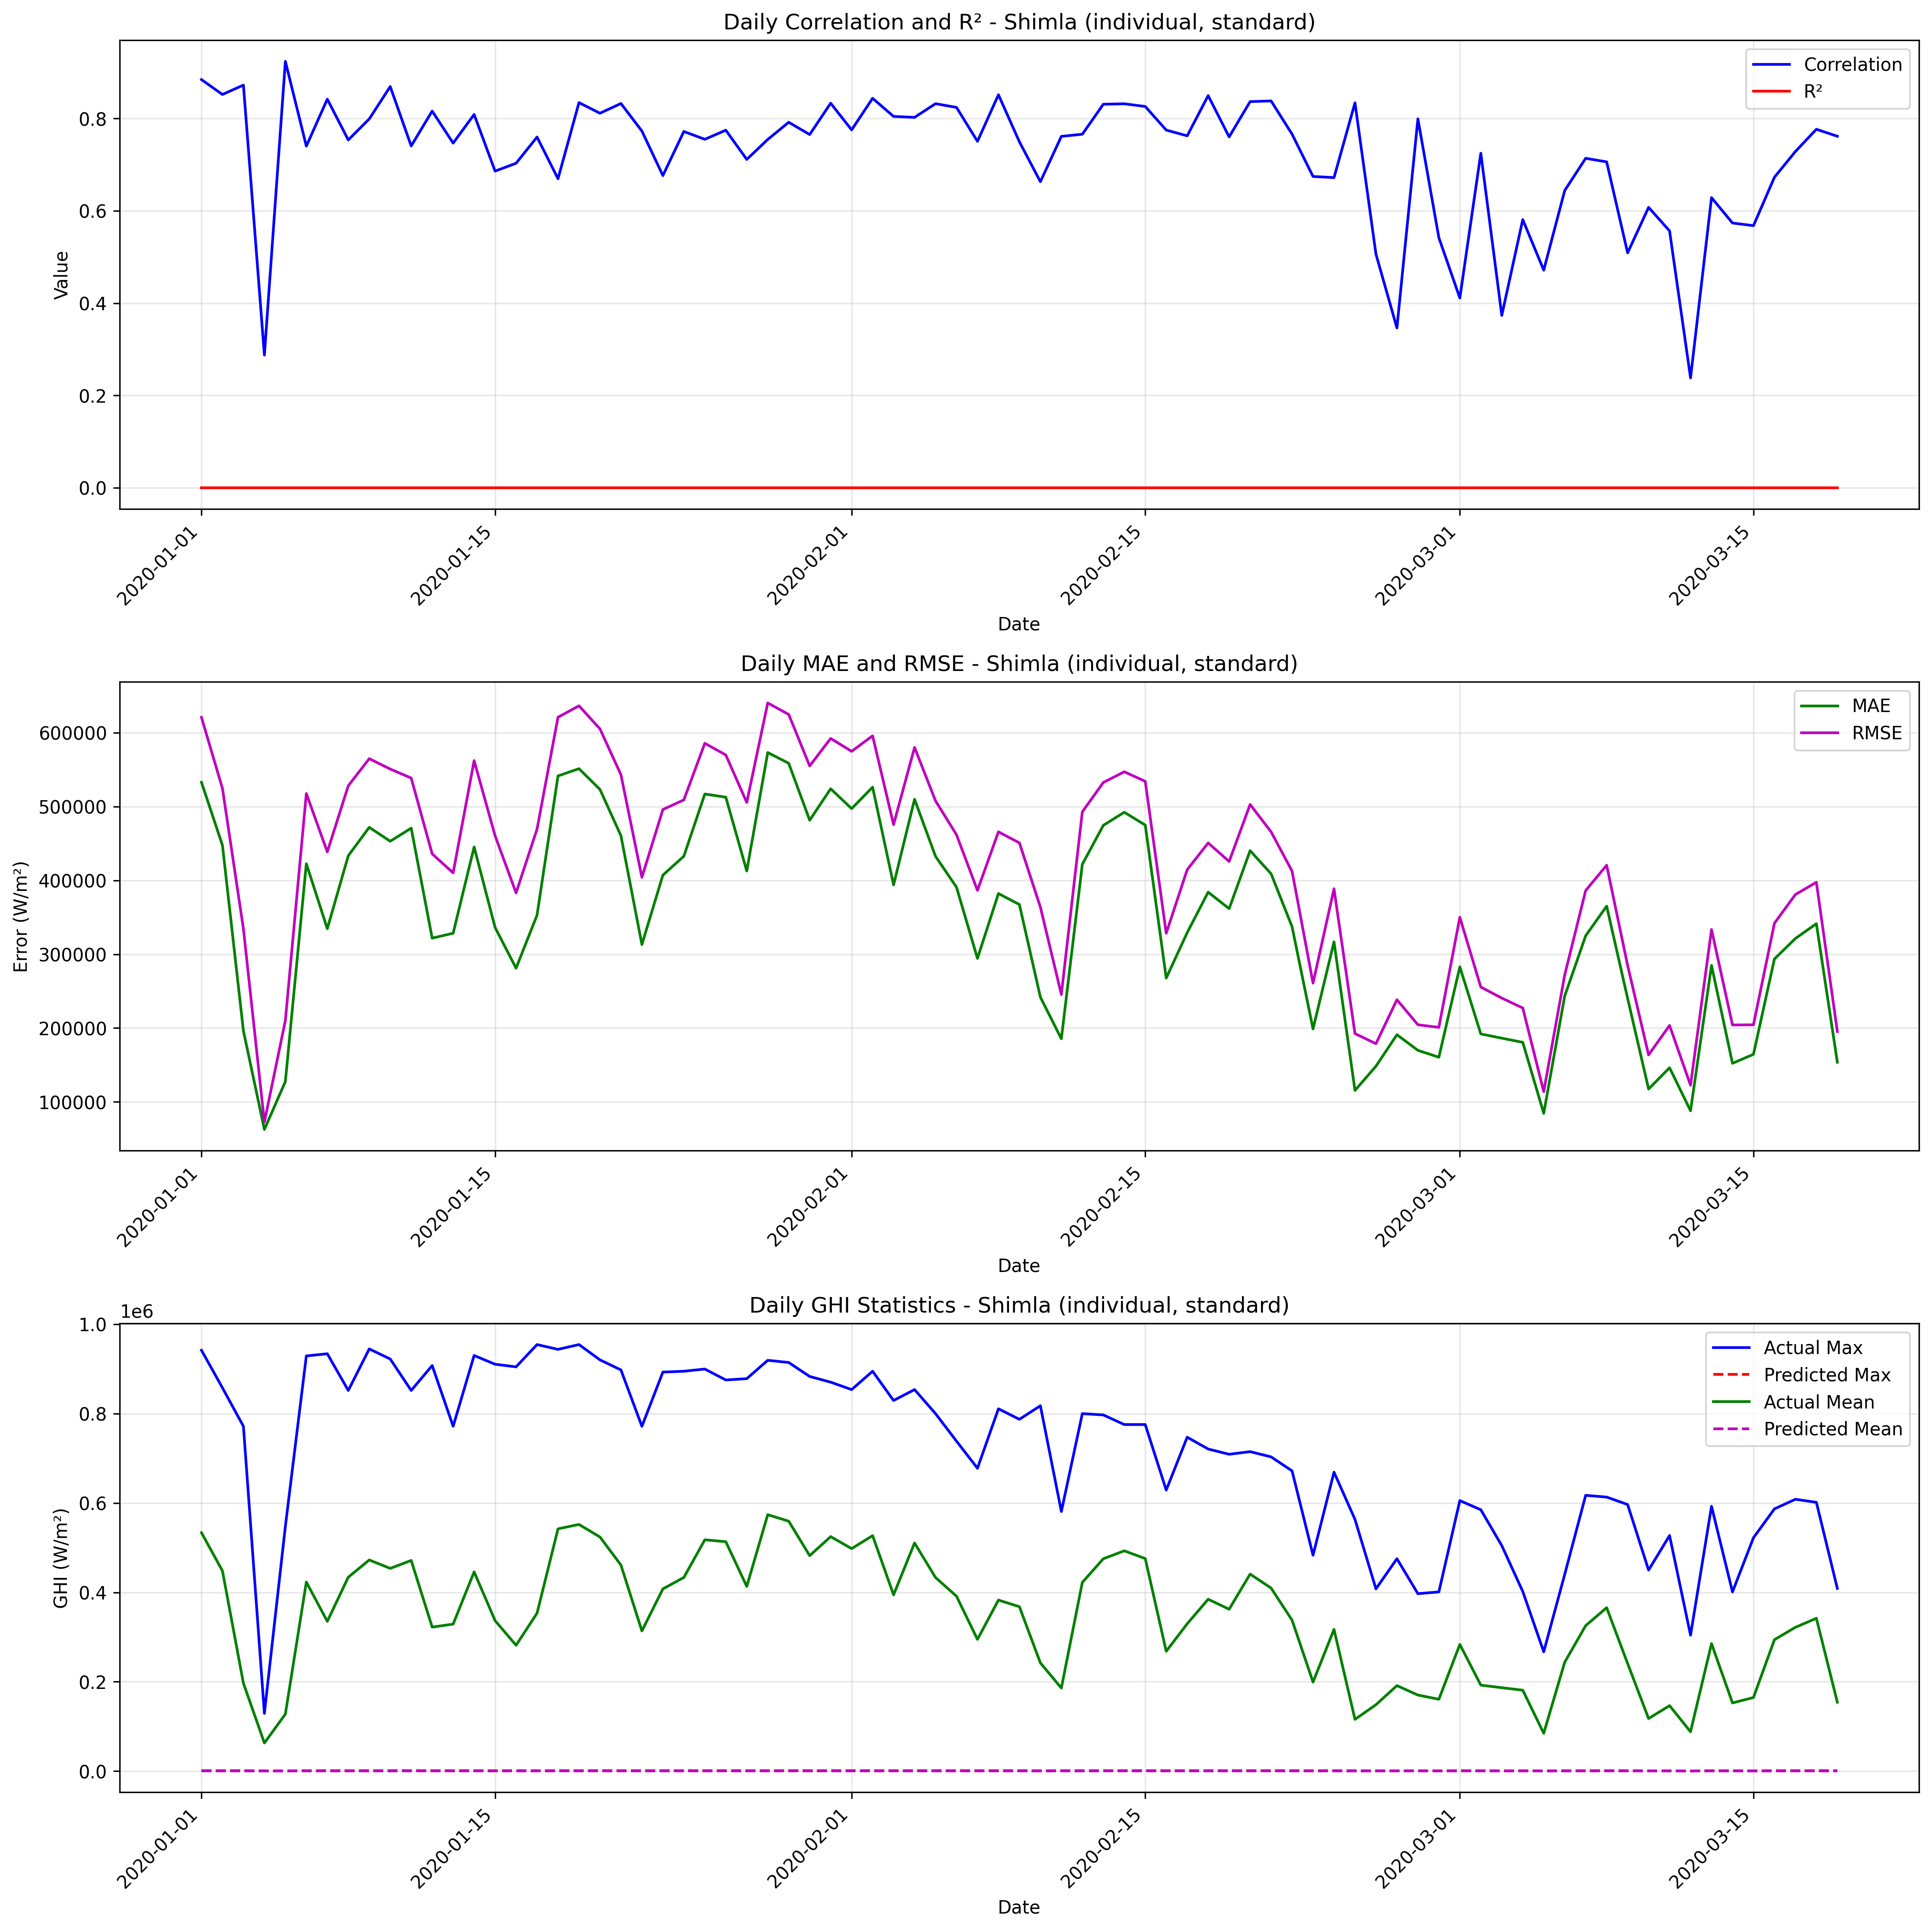 Daily Correlation and R² - Shimla (individual, standard)
Correlation
R²
Value
0.8
0.6
0.4
0.2
0.0
2020-01-01
2020-01-15
2020-02-01
2020-02-15
2020-03-01
2020-03-15
Date
Daily MAE and RMSE - Shimla (individual, standard)
MAE
RMSE
Error (W/m²)
600000
500000
400000
300000
200000
100000
2020-01-01
2020-01-15
2020-02-01
2020-02-15
2020-03-01
2020-03-15
Date
Daily GHI Statistics - Shimla (individual, standard)
1e6
Actual Max
Predicted Max
Actual Mean
Predicted Mean
GHI (W/m²)
1.0
0.8
0.6
0.4
0.2
0.0
2020-01-01
2020-01-15
2020-02-01
2020-02-15
2020-03-01
2020-03-15
Date